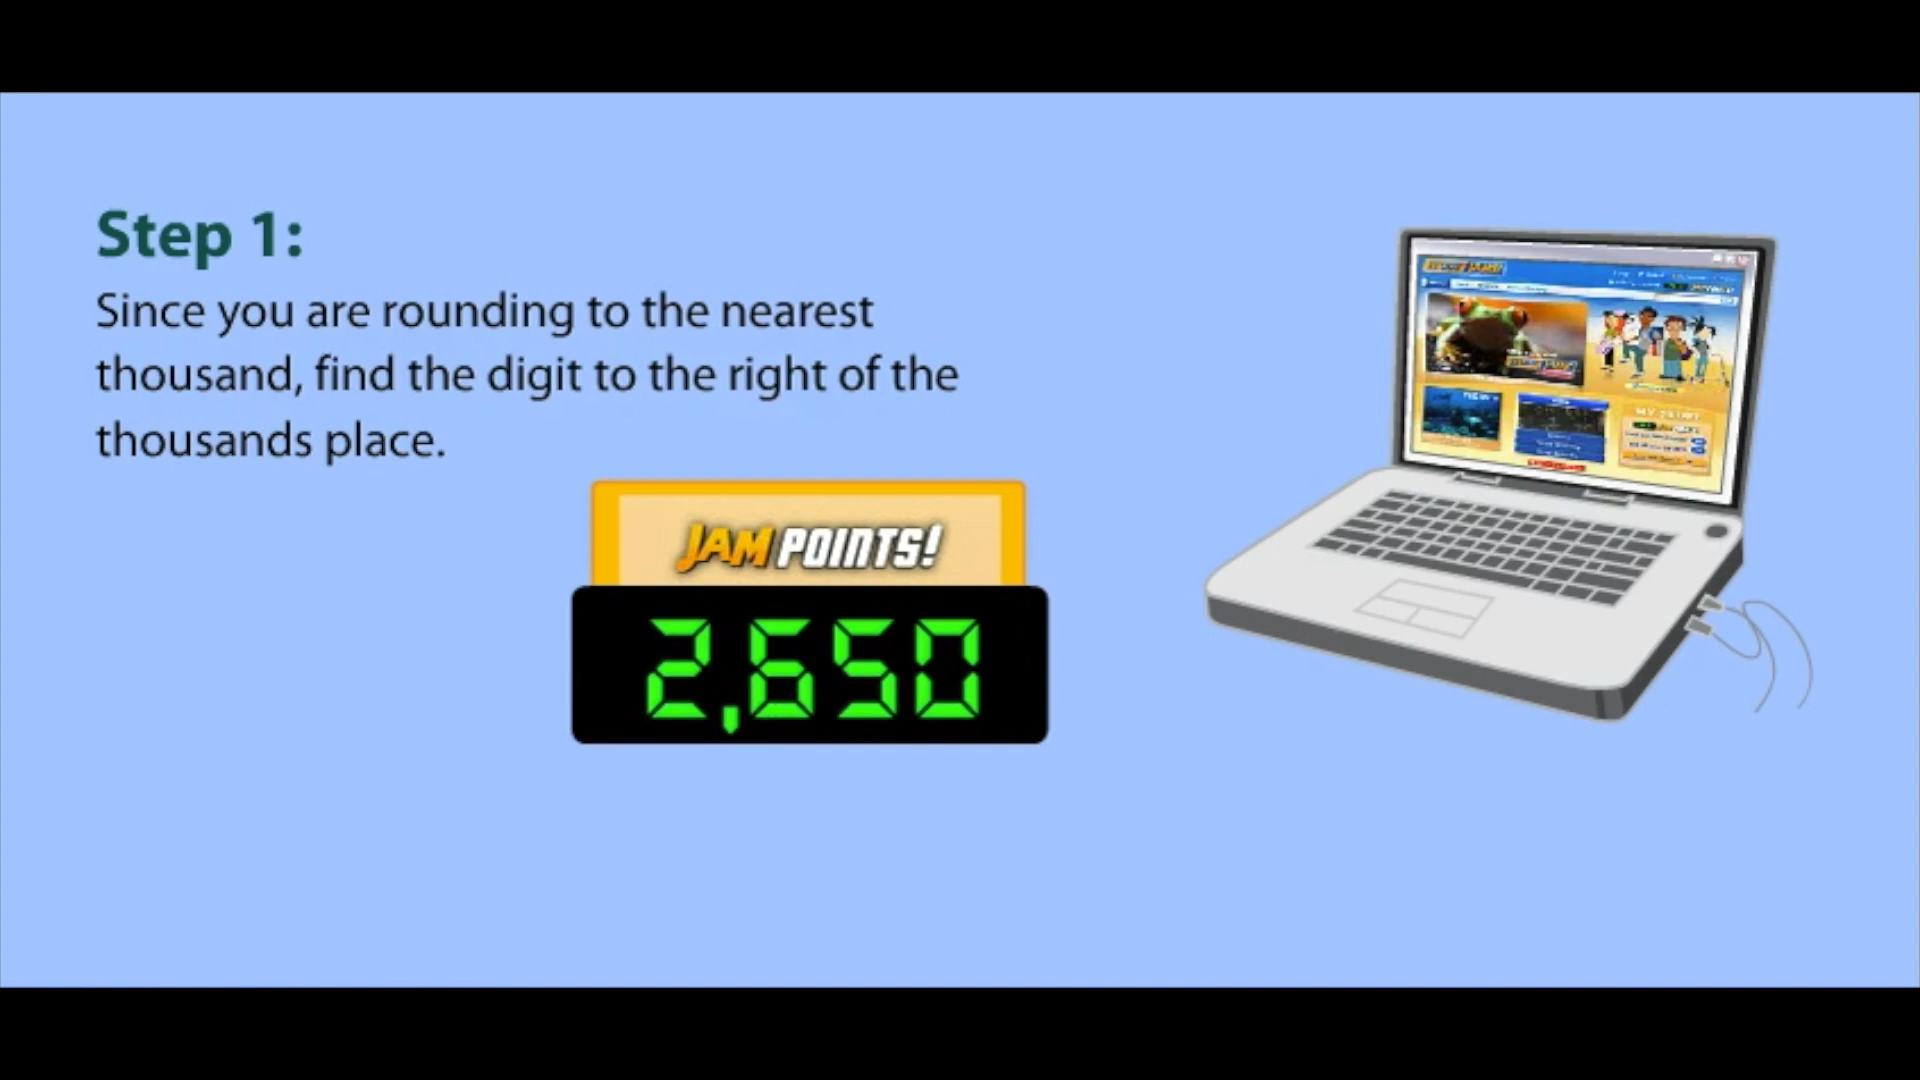 Step 1:
Since you are rounding to the nearest
thousand, find the digit to the right of the
thousands place.
JAM POINTS!
2,650